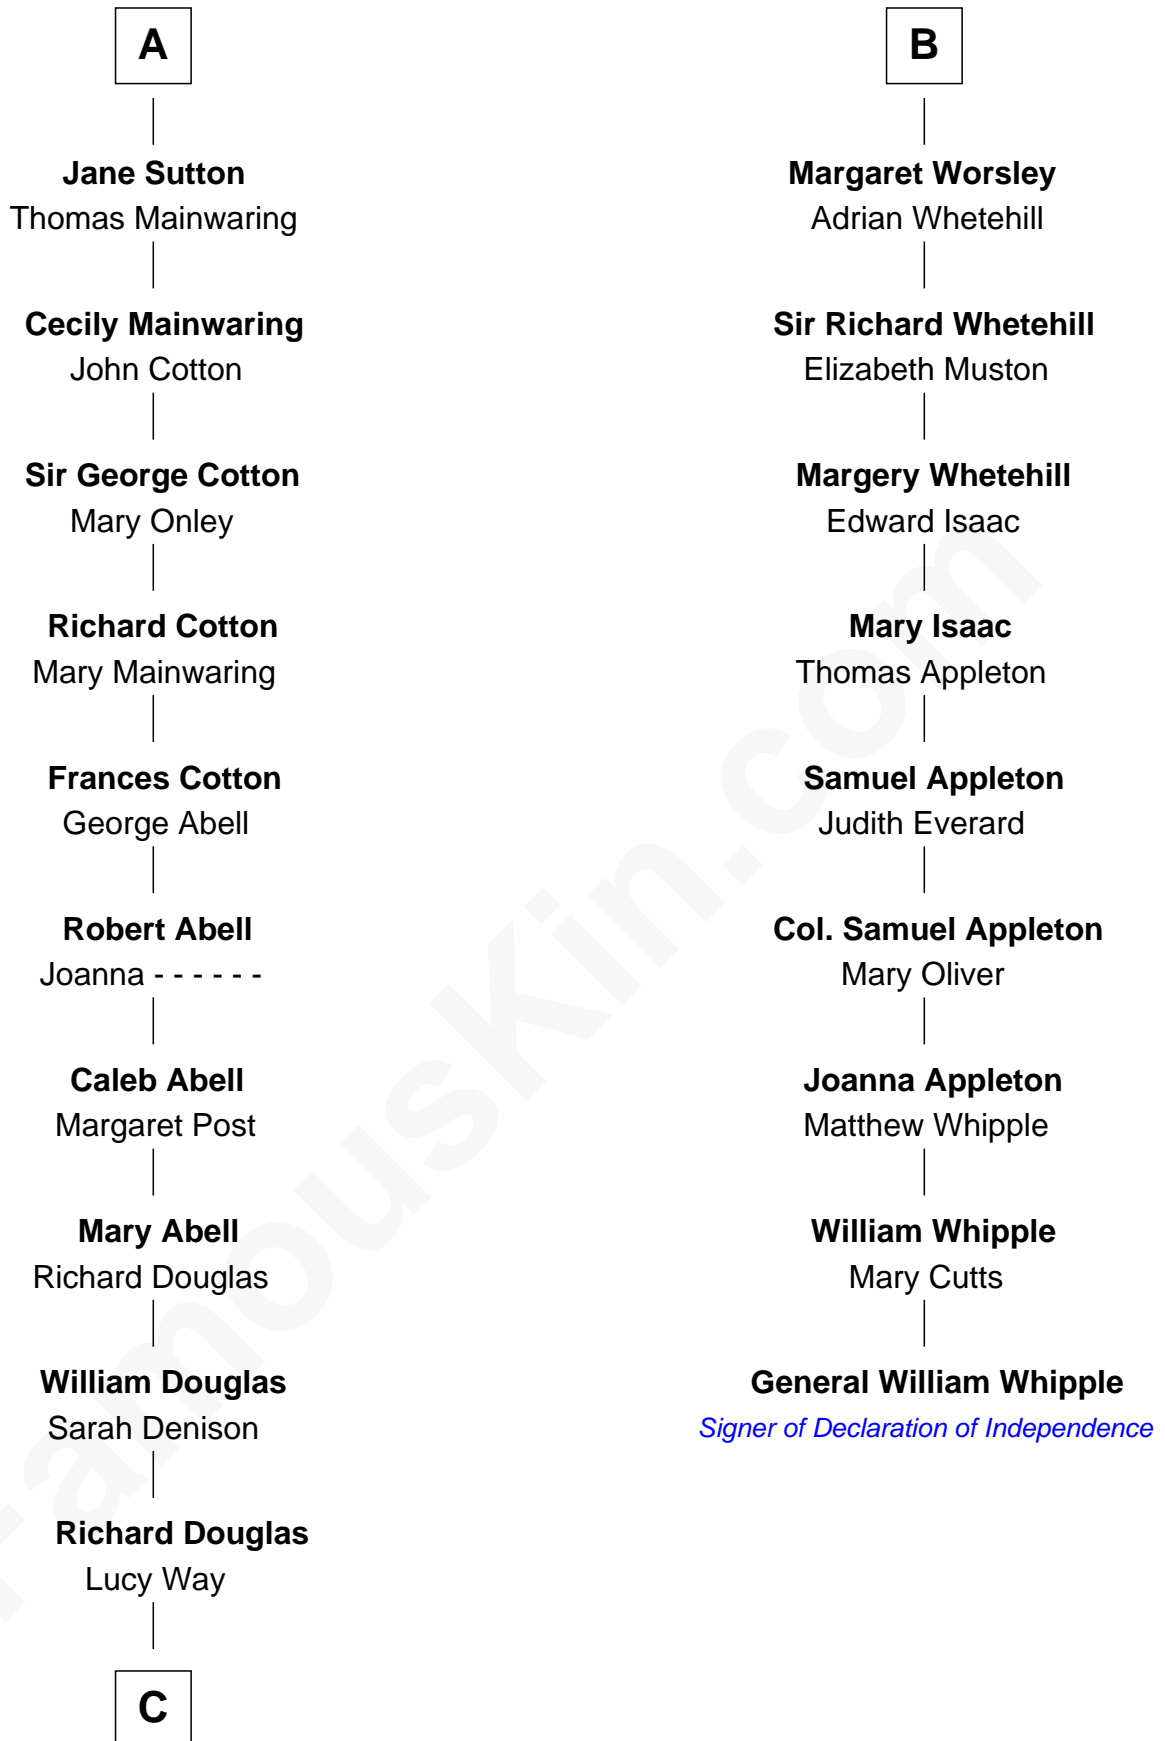 A
Jane Sutton
Thomas Mainwaring
Cecily Mainwaring
John Cotton
Sir George Cotton
Mary Onley
Richard Cotton
Mary Mainwaring
Frances Cotton
George Abell
Robert Abell
Joanna - - - - - -
Caleb Abell
Margaret Post
Mary Abell
Richard Douglas
William Douglas
Sarah Denison
Richard Douglas
Lucy Way
C
B
Margaret Worsley
Adrian Whetehill
Sir Richard Whetehill
Elizabeth Muston
Margery Whetehill
Edward Isaac
Mary Isaac
Thomas Appleton
Samuel Appleton
Judith Everard
Col. Samuel Appleton
Mary Oliver
Joanna Appleton
Matthew Whipple
William Whipple
Mary Cutts
General William Whipple
Signer of Declaration of Independence
FamousKin.com